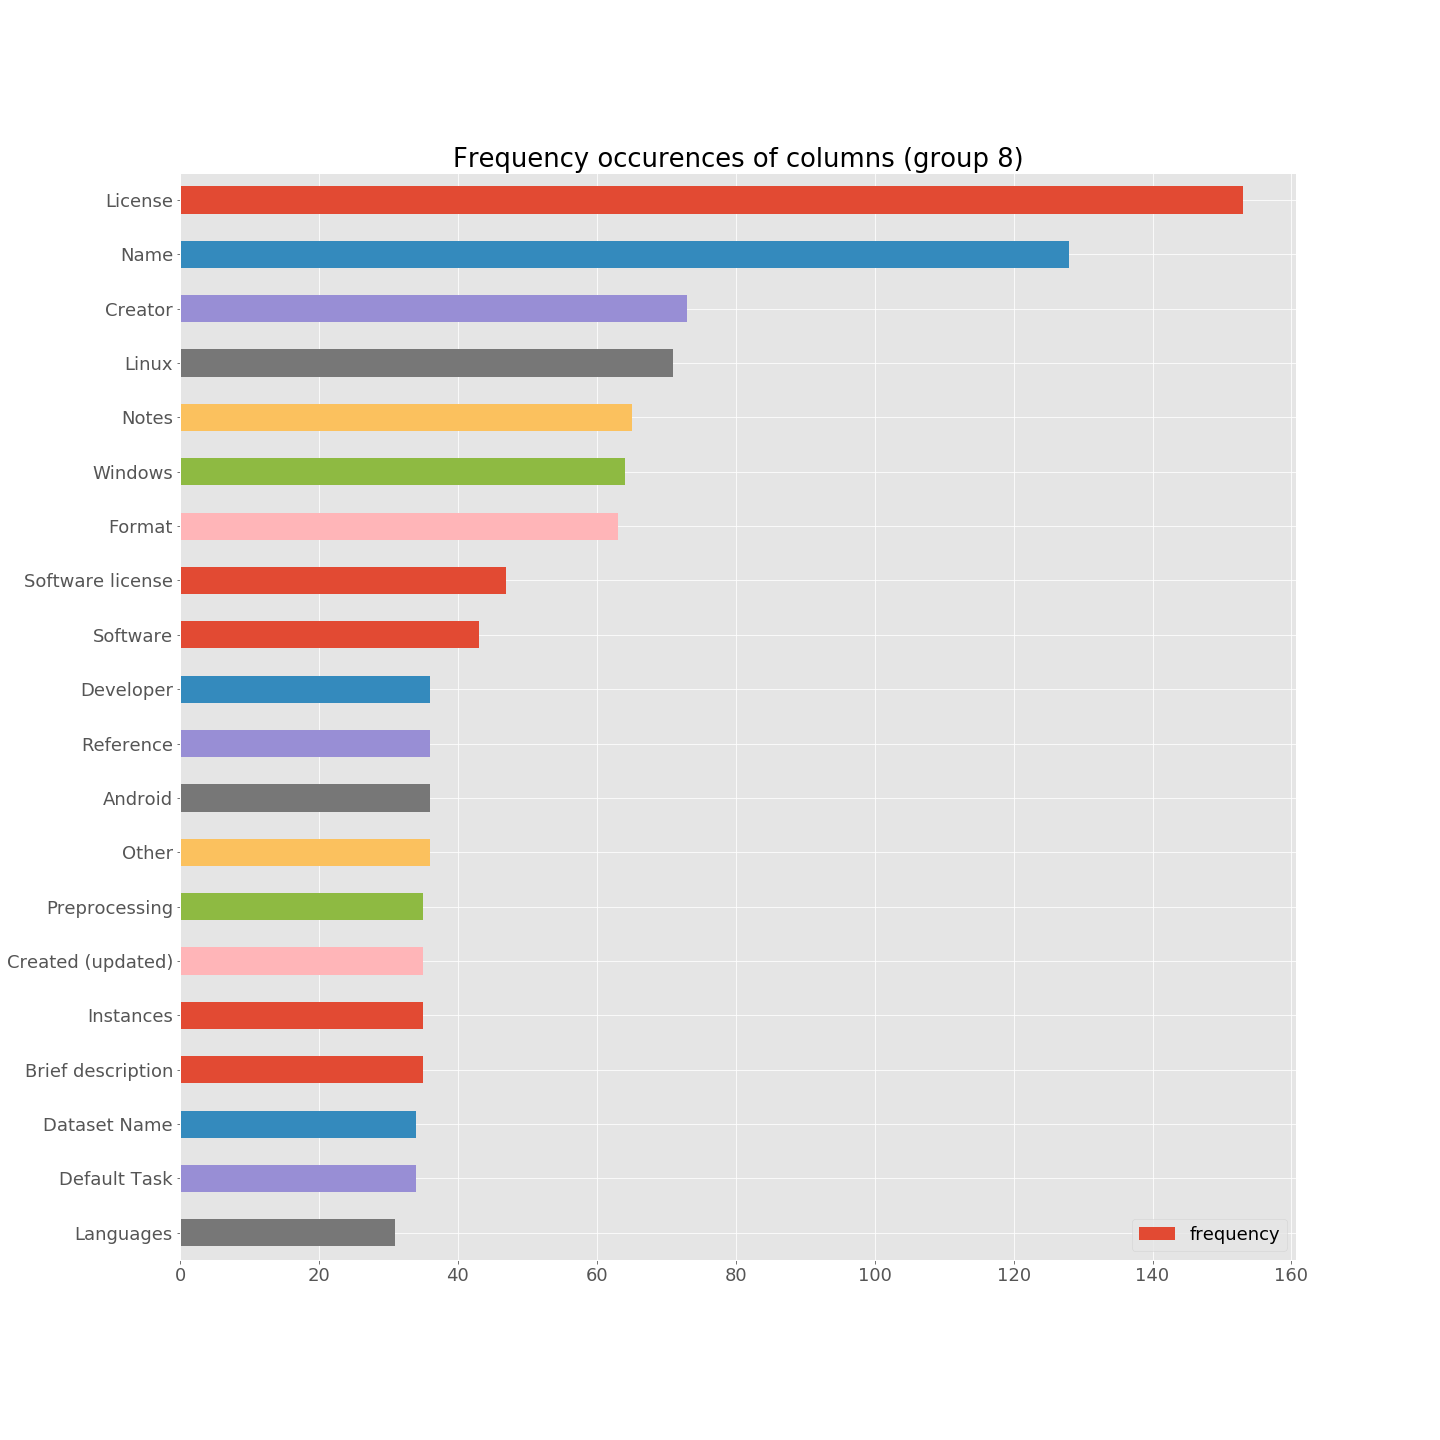 Frequency occurences of columns (group 8)
License
Name
Creator
Linux
Notes
Windows
Format
Software license
Software
Developer
Reference
Android
Other
Preprocessing
Created (updated)
Instances
Brief description
Dataset Name
Default Task
Languages
frequency
0 20 40 60 80 100 120 140 160